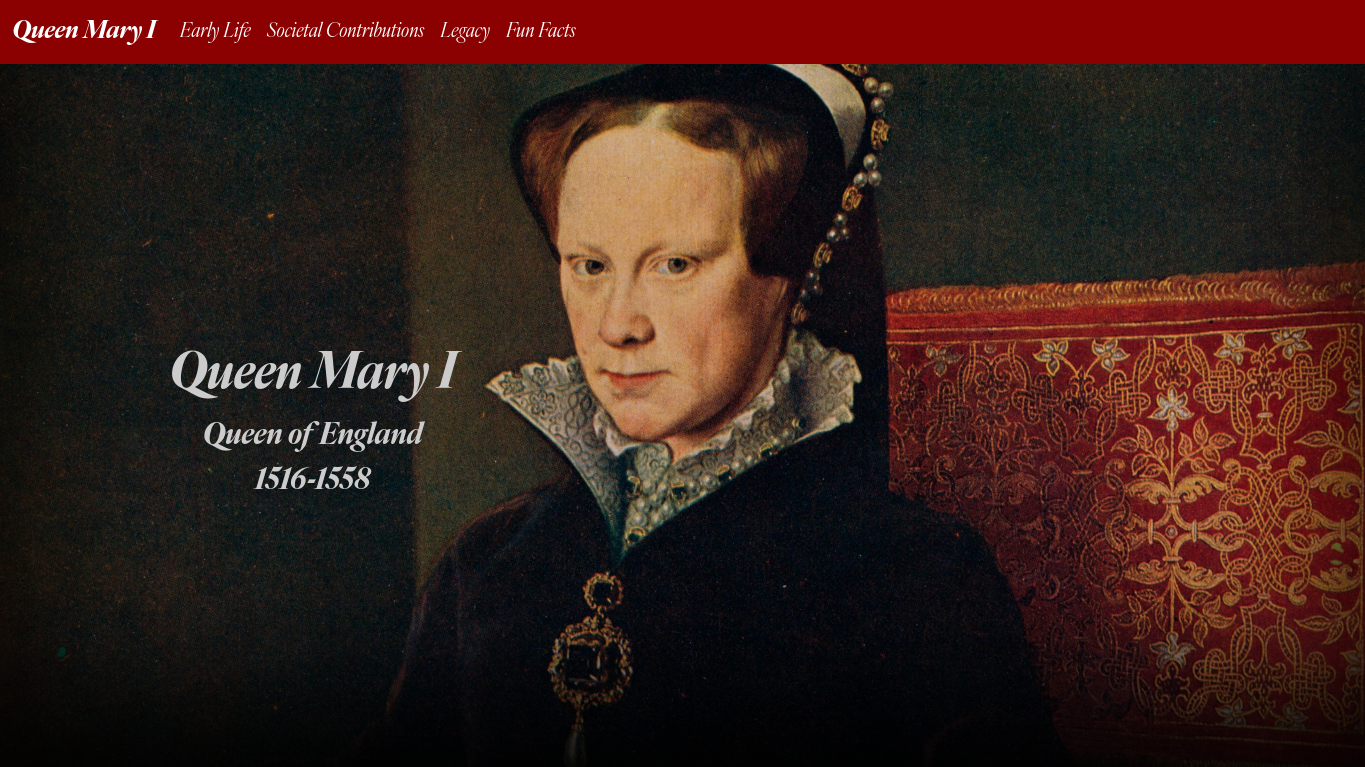 Queen Mary I Early Life Societal Contributions Legacy Fun Facts
Queen Mary I
Queen of England
1516-1558